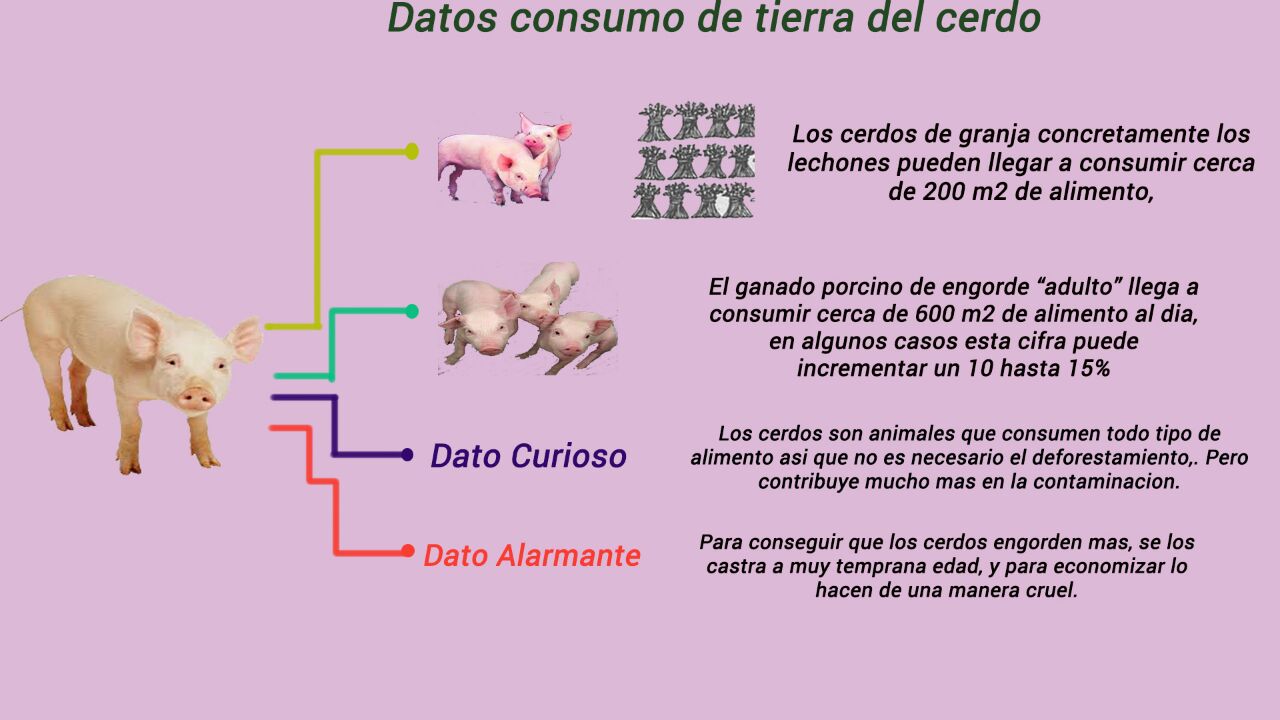 Datos consumo de tierra del cerdo
Los cerdos de granja concretamente los
lechones pueden llegar a consumir cerca
de 200 m2 de alimento,
El ganado porcino de engorde “adulto” llega a
consumir cerca de 600 m2 de alimento al dia,
en algunos casos esta cifra puede
incrementar un 10 hasta 15%
Dato Curioso
Los cerdos son animales que consumen todo tipo de
alimento asi que no es necesario el deforestamiento,. Pero
contribuye mucho mas en la contaminacion.
Dato Alarmante
Para conseguir que los cerdos engorden mas, se los
castra a muy temprana edad, y para economizar lo
hacen de una manera cruel.